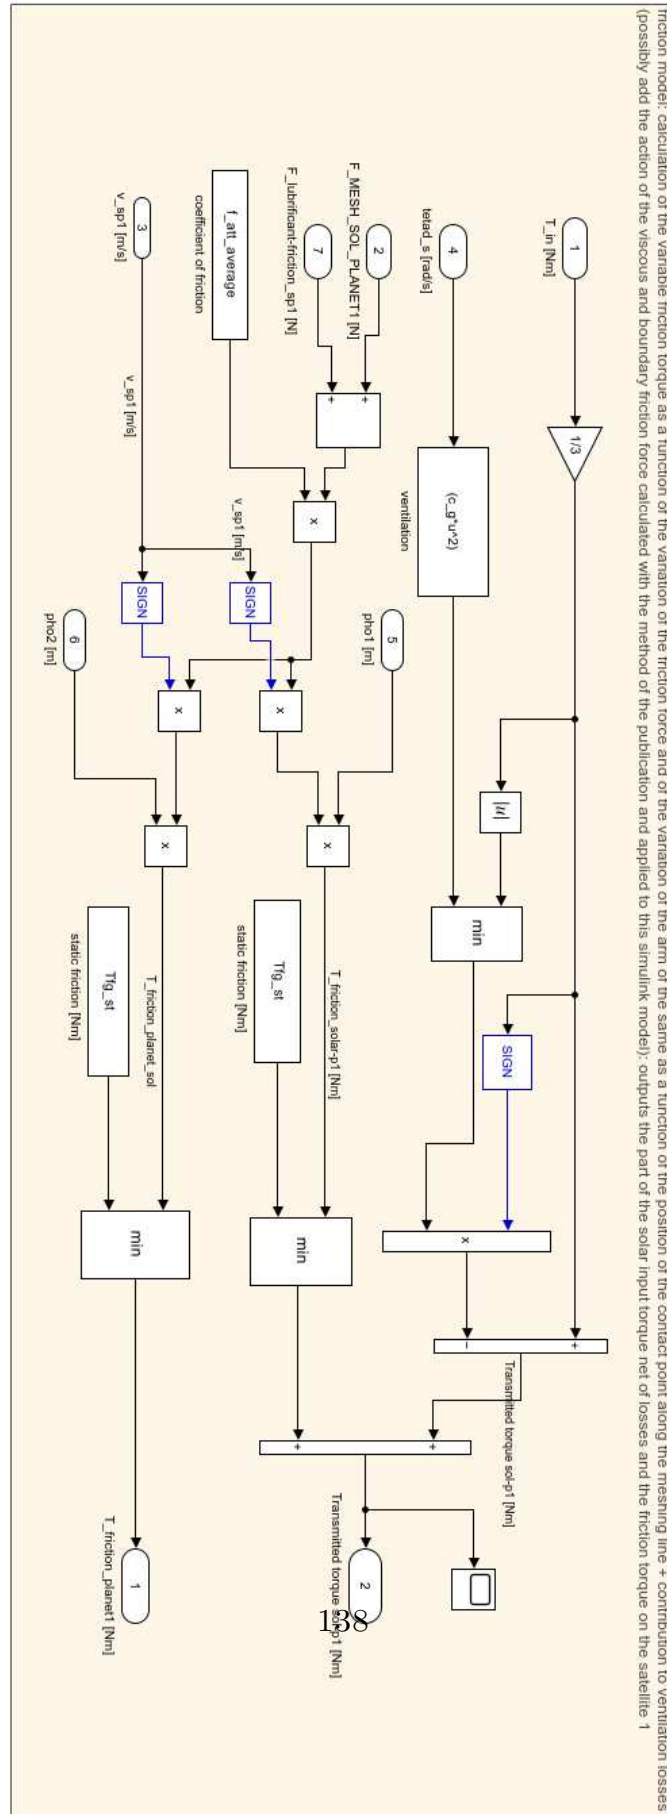 friction model: calculation of the variable friction torque as a function of the variation of the friction force and of the variation of the arm of the same as a function of the position of the contact point along the meshing line + contribution to ventilation losses
(possibly add the action of the viscous and boundary friction force calculated with the method of the publication and applied to this simulink model): outputs the part of the solar input torque net of losses and the friction torque on the satellite 1
1
T_in [Nm]
1/3
4
tetad_s [rad/s]
(c_g*u^2)
ventilation
|u|
min
SIGN
x
+
−
Transmitted torque sol-p1 [Nm]
2
F_MESH_SOL_PLANET1 [N]
7
F_lubrificant-friction_sp1 [N]
+
+
f_att_average
coefficient of friction
x
3
v_sp1 [m/s]
v_sp1 [m/s]
v_sp1 [m/s]
SIGN
SIGN
5
pho1 [m]
6
pho2 [m]
x
x
x
x
T_friction_solar-p1 [Nm]
Tfg_st
static friction [Nm]
min
+
+
2
Transmitted torque sol-p1 [Nm]
T_friction_planet_sol
Tfg_st
static friction [Nm]
min
1
T_friction_planet1 [Nm]
138